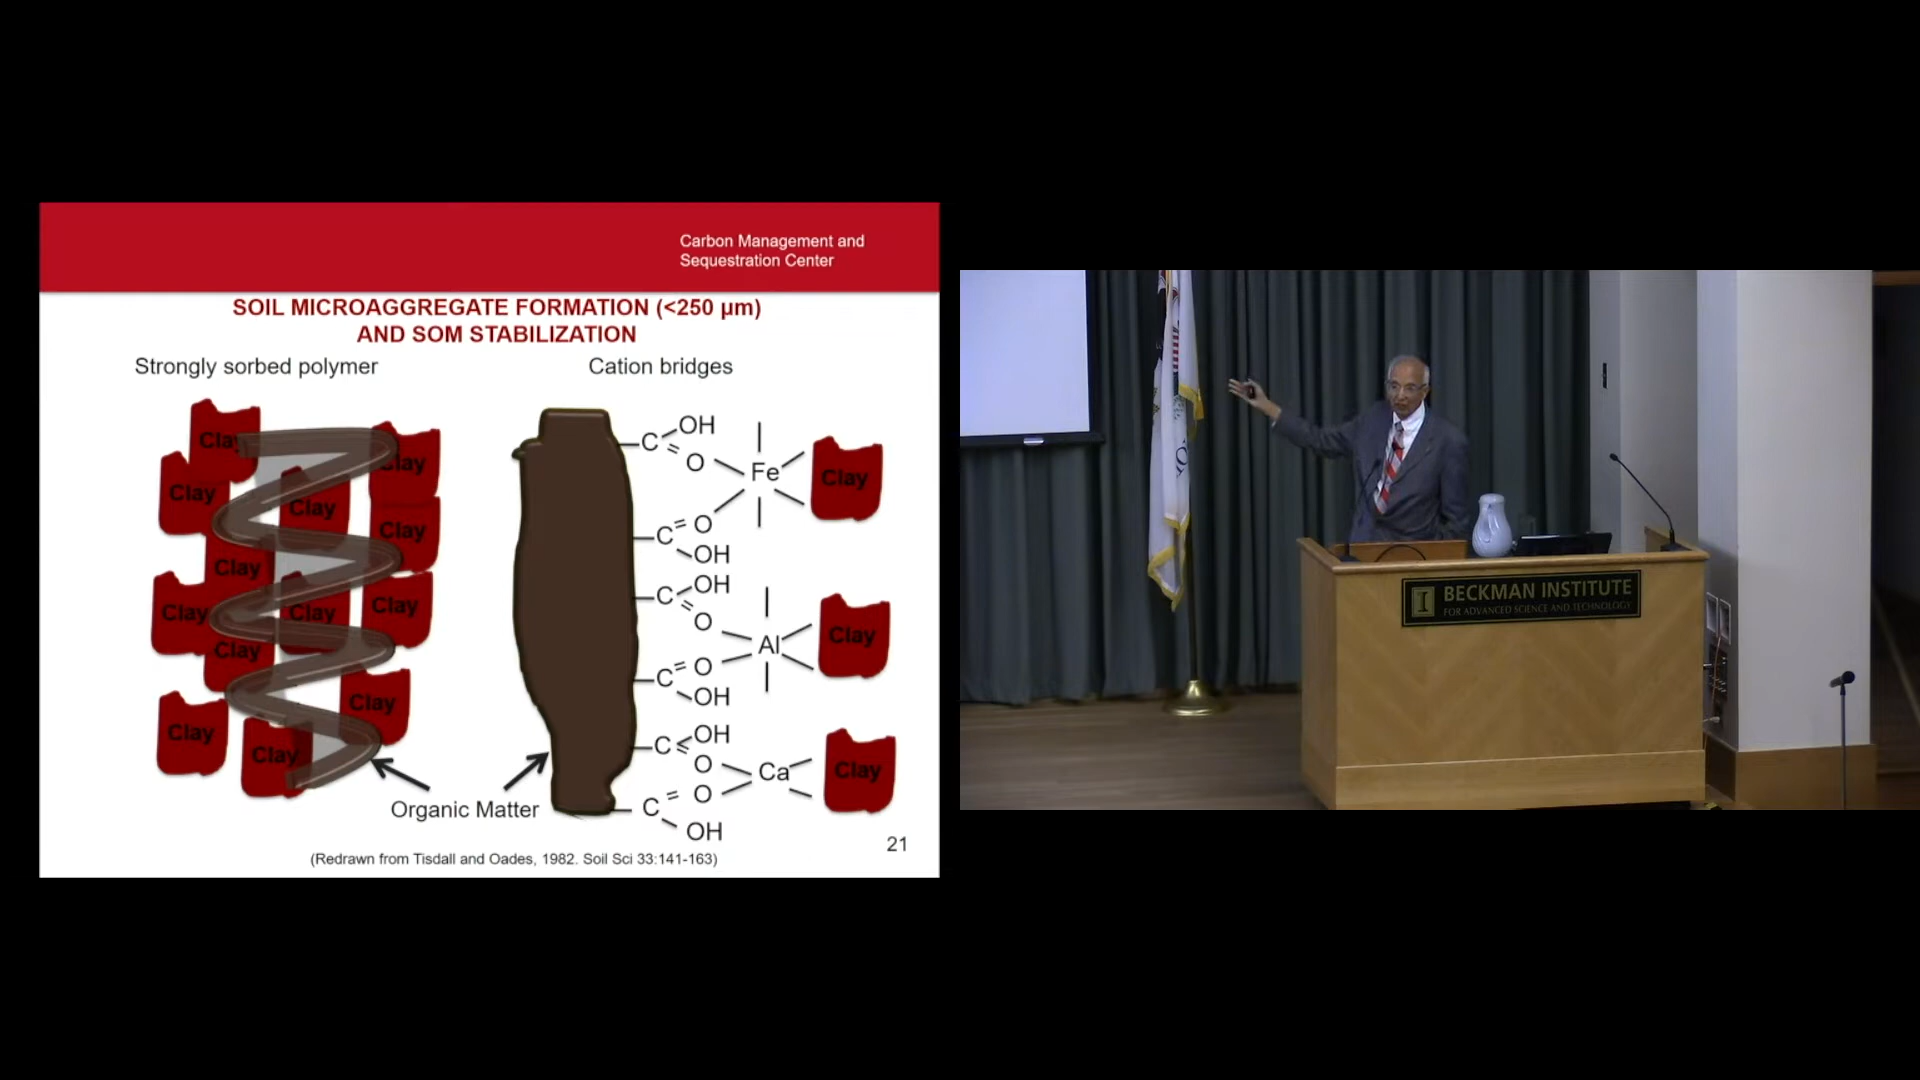 Carbon Management and
Sequestration Center
SOIL MICROAGGREGATE FORMATION (<250 µm)
AND SOM STABILIZATION
Strongly sorbed polymer
Cation bridges
Clay
Clay
Clay
Clay
Clay
Clay
Clay
Clay
Clay
Clay
Clay
Clay
Clay
C OH
O
Fe
Clay
C = O
OH
C OH
O
Al
Clay
C = O
OH
C OH
O
Ca
Clay
C = O
OH
Organic Matter
21
(Redrawn from Tisdall and Oades, 1982. Soil Sci 33:141-163)
I BECKMAN INSTITUTE
FOR ADVANCED SCIENCE AND TECHNOLOGY